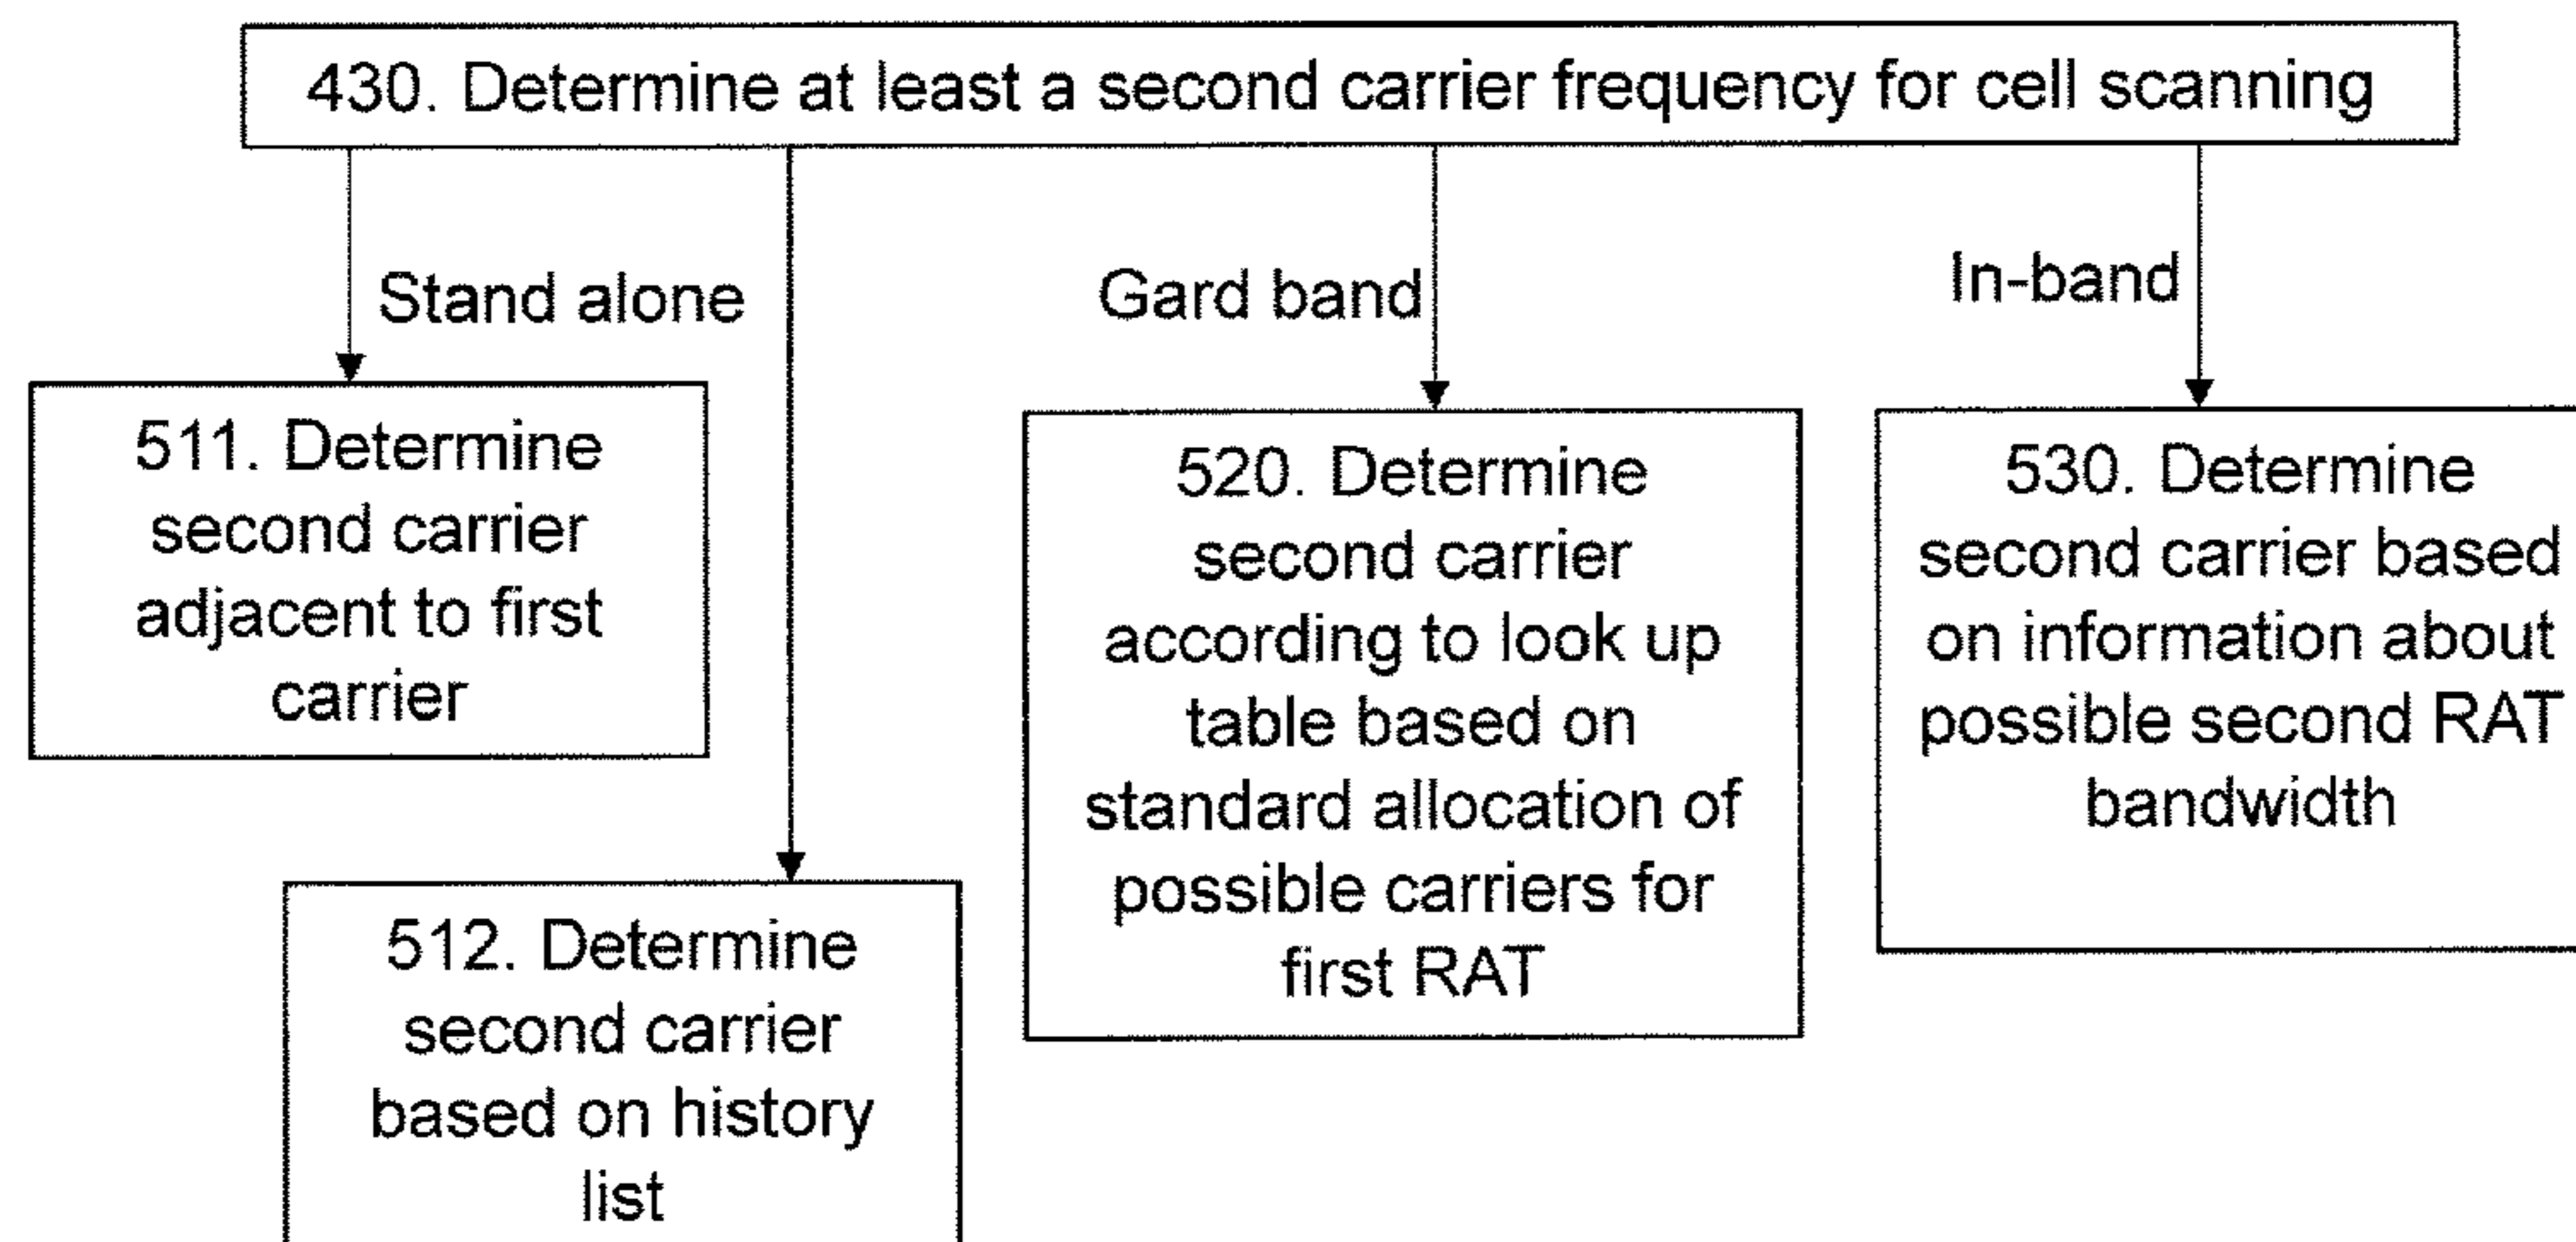 430. Determine at least a second carrier frequency for cell scanning
Stand alone
Gard band
In-band
511. Determine
second carrier
adjacent to first
carrier
512. Determine
second carrier
based on history
list
520. Determine
second carrier
according to look up
table based on
standard allocation of
possible carriers for
first RAT
530. Determine
second carrier based
on information about
possible second RAT
bandwidth